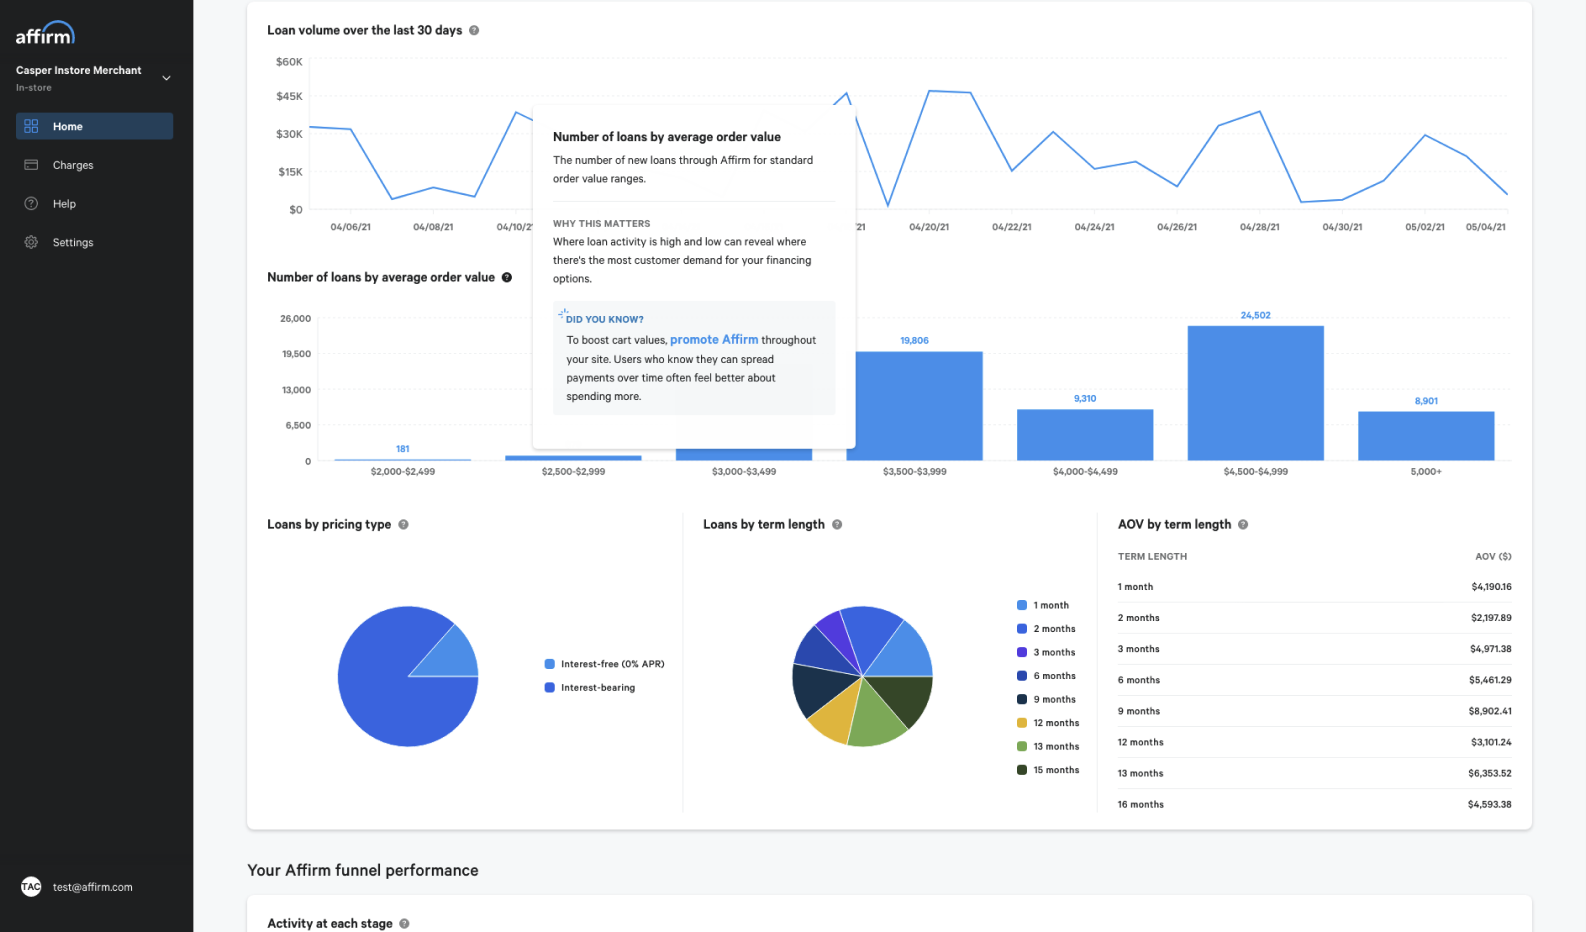 affirm
Casper Instore Merchant
In-store
Home
Charges
Help
Settings
TAC test@affirm.com
Loan volume over the last 30 days ?
$60K
$45K
$30K
$15K
$0
04/06/21 04/08/21 04/10/2 /21 04/20/21 04/22/21 04/24/21 04/26/21 04/28/21 04/30/21 05/02/21 05/04/21
Number of loans by average order value
The number of new loans through Affirm for standard
order value ranges.
WHY THIS MATTERS
Where loan activity is high and low can reveal where
there's the most customer demand for your financing
options.
DID YOU KNOW?
To boost cart values, promote Affirm throughout
your site. Users who know they can spread
payments over time often feel better about
spending more.
Number of loans by average order value ?
26,000
19,500
13,000
6,500
0
181 19,806 9,310 24,502 8,901
$2,000-$2,499 $2,500-$2,999 $3,000-$3,499 $3,500-$3,999 $4,000-$4,499 $4,500-$4,999 5,000+
Loans by pricing type ?
Interest-free (0% APR)
Interest-bearing
Loans by term length ?
1 month
2 months
3 months
6 months
9 months
12 months
13 months
15 months
AOV by term length ?
TERM LENGTH AOV ($)
1 month $4,190.16
2 months $2,197.89
3 months $4,971.38
6 months $5,461.29
9 months $8,902.41
12 months $3,101.24
13 months $6,353.52
16 months $4,593.38
Your Affirm funnel performance
Activity at each stage ?